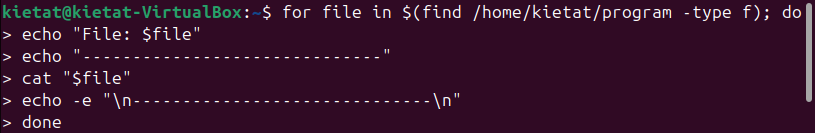 kietat@kietat-VirtualBox:~$ for file in $(find /home/kietat/program -type f); do
> echo "File: $file"
> echo "------------------------------"
> cat "$file"
> echo -e "\n------------------------------\n"
> done